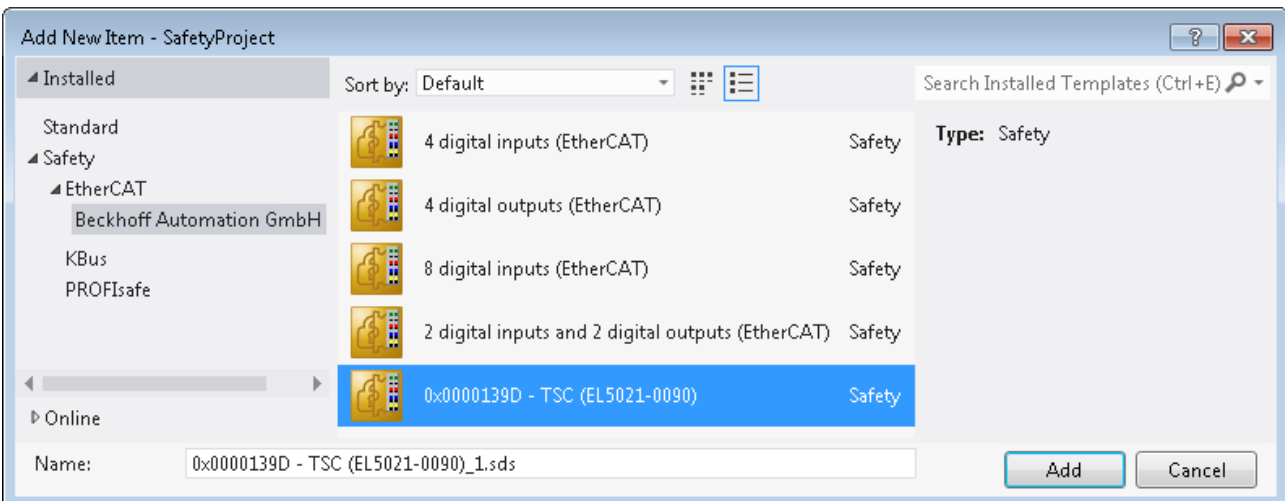 Add New Item - SafetyProject
Installed
Sort by: Default
Search Installed Templates (Ctrl+E)
Standard
Safety
EtherCAT
Beckhoff Automation GmbH
KBus
PROFIsafe
Online
4 digital inputs (EtherCAT) Safety
4 digital outputs (EtherCAT) Safety
8 digital inputs (EtherCAT) Safety
2 digital inputs and 2 digital outputs (EtherCAT) Safety
0x0000139D - TSC (EL5021-0090) Safety
Type: Safety
Name: 0x0000139D - TSC (EL5021-0090)_1.sds
Add Cancel